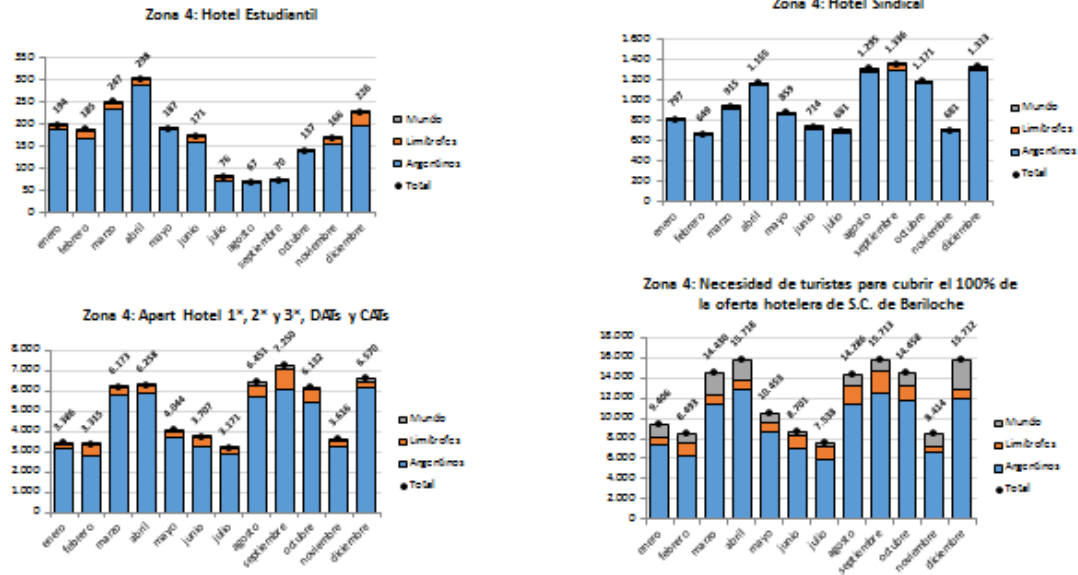 Zona 4: Hotel Estudiantil
350
300
250
200
150
100
50
0
194
185
247
298
187
171
76
67
70
137
166
226
enero
febrero
marzo
abril
mayo
junio
julio
agosto
septiembre
octubre
noviembre
diciembre
Mundo
Limítrofes
Argentinos
Total
Zona 4: Hotel Sindical
1.600
1.400
1.200
1.000
800
600
400
200
0
797
649
915
859
714
681
1.295
1.336
1.171
681
1.313
enero
febrero
marzo
abril
mayo
junio
julio
agosto
septiembre
octubre
noviembre
diciembre
Mundo
Limítrofes
Argentinos
Total
Zona 4: Apart Hotel 1*, 2* y 3*, DATs y CATs
8.000
7.000
6.000
5.000
4.000
3.000
2.000
1.000
0
3.386
3.315
6.173
6.258
4.044
3.707
3.171
6.451
7.250
6.132
3.616
6.570
enero
febrero
marzo
abril
mayo
junio
julio
agosto
septiembre
octubre
noviembre
diciembre
Mundo
Limítrofes
Argentinos
Total
Zona 4: Necesidad de turistas para cubrir el 100% de
la oferta hotelera de S.C. de Bariloche
18.000
16.000
14.000
12.000
10.000
8.000
6.000
4.000
2.000
0
9.406
8.493
14.430
15.716
10.453
8.701
7.538
14.286
15.713
14.458
8.414
15.712
enero
febrero
marzo
abril
mayo
junio
julio
agosto
septiembre
octubre
noviembre
diciembre
Mundo
Limítrofes
Argentinos
Total